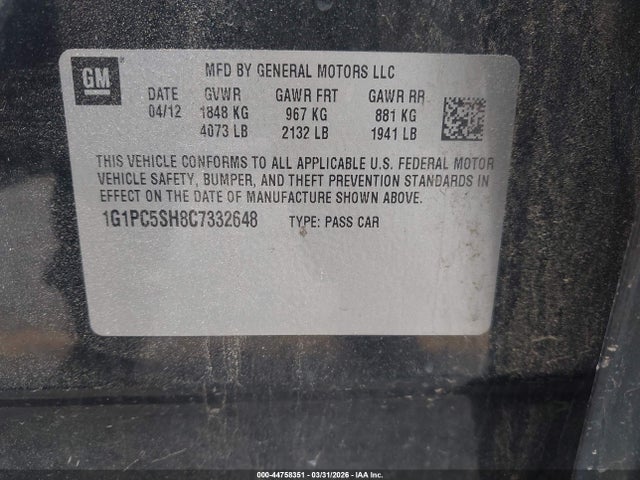 GM
MFD BY GENERAL MOTORS LLC
DATE GVWR GAWR FRT GAWR RR
04/12 1848 KG 967 KG 881 KG
4073 LB 2132 LB 1941 LB
THIS VEHICLE CONFORMS TO ALL APPLICABLE U.S. FEDERAL MOTOR
VEHICLE SAFETY, BUMPER, AND THEFT PREVENTION STANDARDS IN
EFFECT ON THE DATE OF MANUFACTURE SHOWN ABOVE.
1G1PC5SH8C7332648 TYPE: PASS CAR
000-44758351 - 03/31/2026 - IAA Inc.